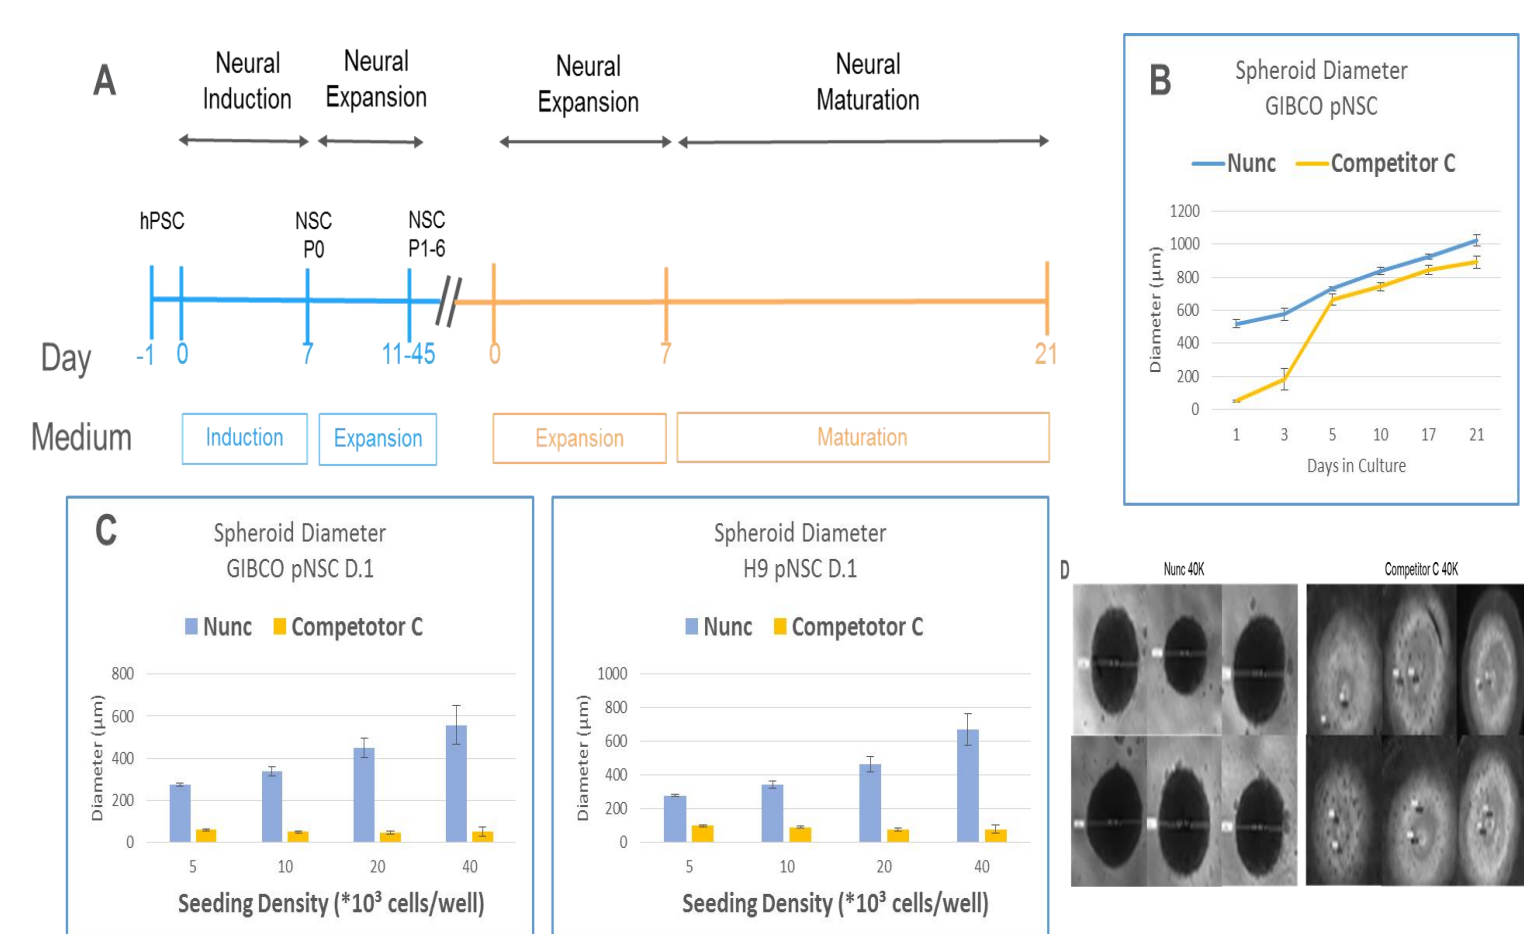 A
Neural
Induction
Neural
Expansion
Neural
Expansion
Neural
Maturation
hPSC
NSC
P0
NSC
P1-6
Day
-1
0
7
11-45
0
7
21
Medium
Induction
Expansion
Expansion
Maturation
B
Spheroid Diameter
GIBCO pNSC
Nunc
Competitor C
Diameter (µm)
1200
1000
800
600
400
200
0
1 3 5 10 17 21
Days in Culture
C
Spheroid Diameter
GIBCO pNSC D.1
Nunc
Competotor C
Diameter (µm)
800
600
400
200
0
5 10 20 40
Seeding Density (*10³ cells/well)
Spheroid Diameter
H9 pNSC D.1
Nunc
Competotor C
Diameter (µm)
1000
800
600
400
200
0
5 10 20 40
Seeding Density (*10³ cells/well)
D
Nunc 40K
Competitor C 40K